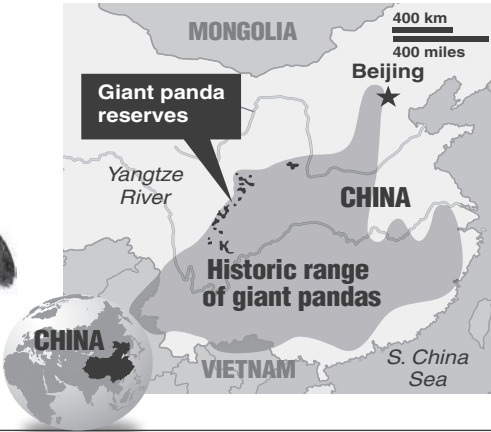 MONGOLIA
400 km
400 miles
Beijing
Giant panda
reserves
Yangtze
River
CHINA
Historic range
of giant pandas
CHINA
VIETNAM
S. China
Sea